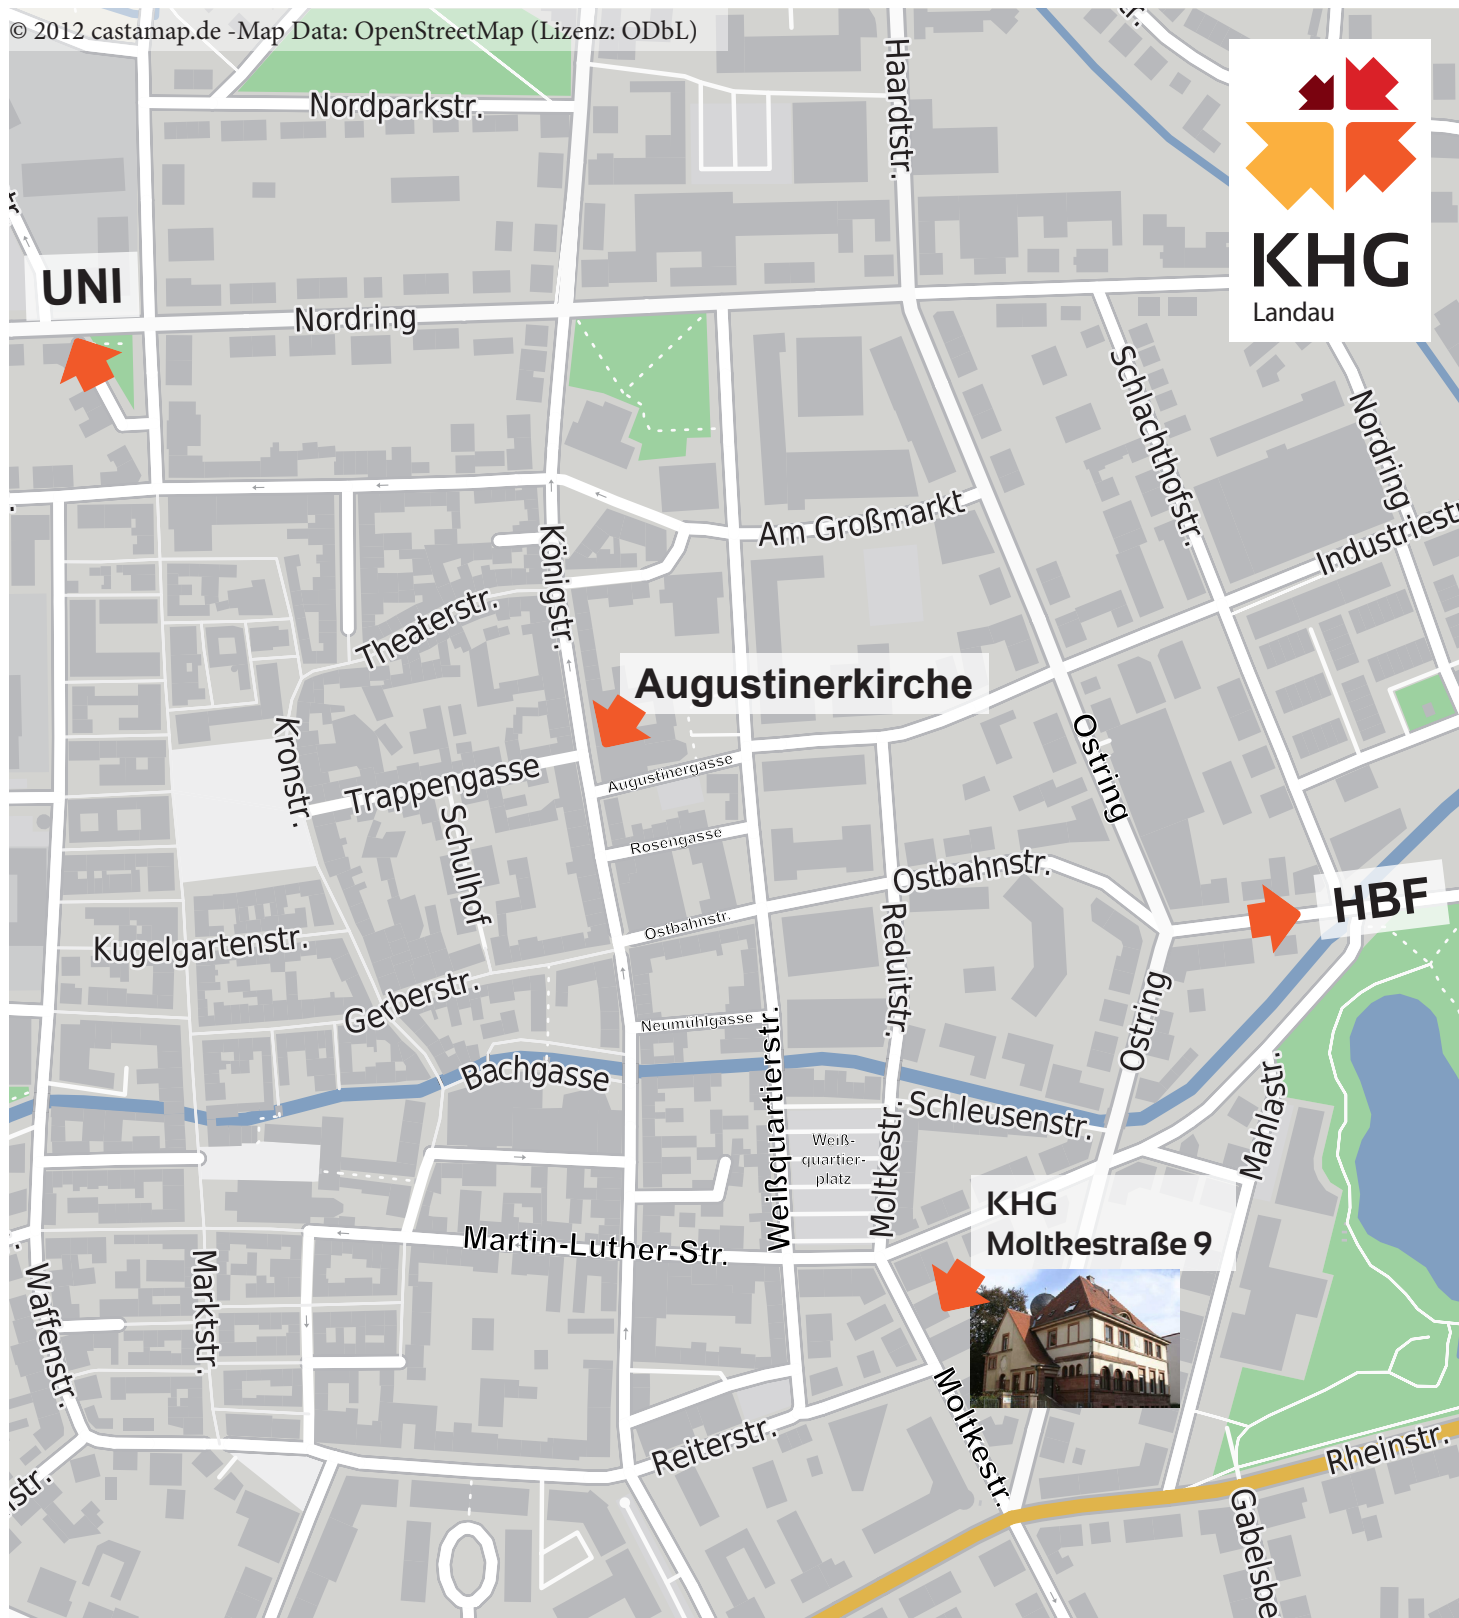 © 2012 castamap.de -Map Data: OpenStreetMap (Lizenz: ODbL)
Haardtstr.
Nordparkstr.
KHG
Landau
UNI
Nordring
Schlachthofstr.
Nordring
Am Großmarkt
Industriestr
Königstr.
Theaterstr.
Augustinerkirche
Kronstr.
Ostring
Trappengasse
Augustinergasse
Schulhof
Rosengasse
Ostbahnstr.
HBF
Ostbahnstr.
Reduitstr.
Kugelgartenstr.
Gerberstr.
Ostring
Neumühlgasse
Weißquartierstr.
Bachgasse
Mahlastr.
Schleusenstr.
Moltkestr.
Weiß-
quartier-
platz
KHG
Moltkestraße 9
Martin-Luther-Str.
Marktstr.
Waffenstr.
Moltkestr.
Reiterstr.
Rheinstr.
Gabelsbe